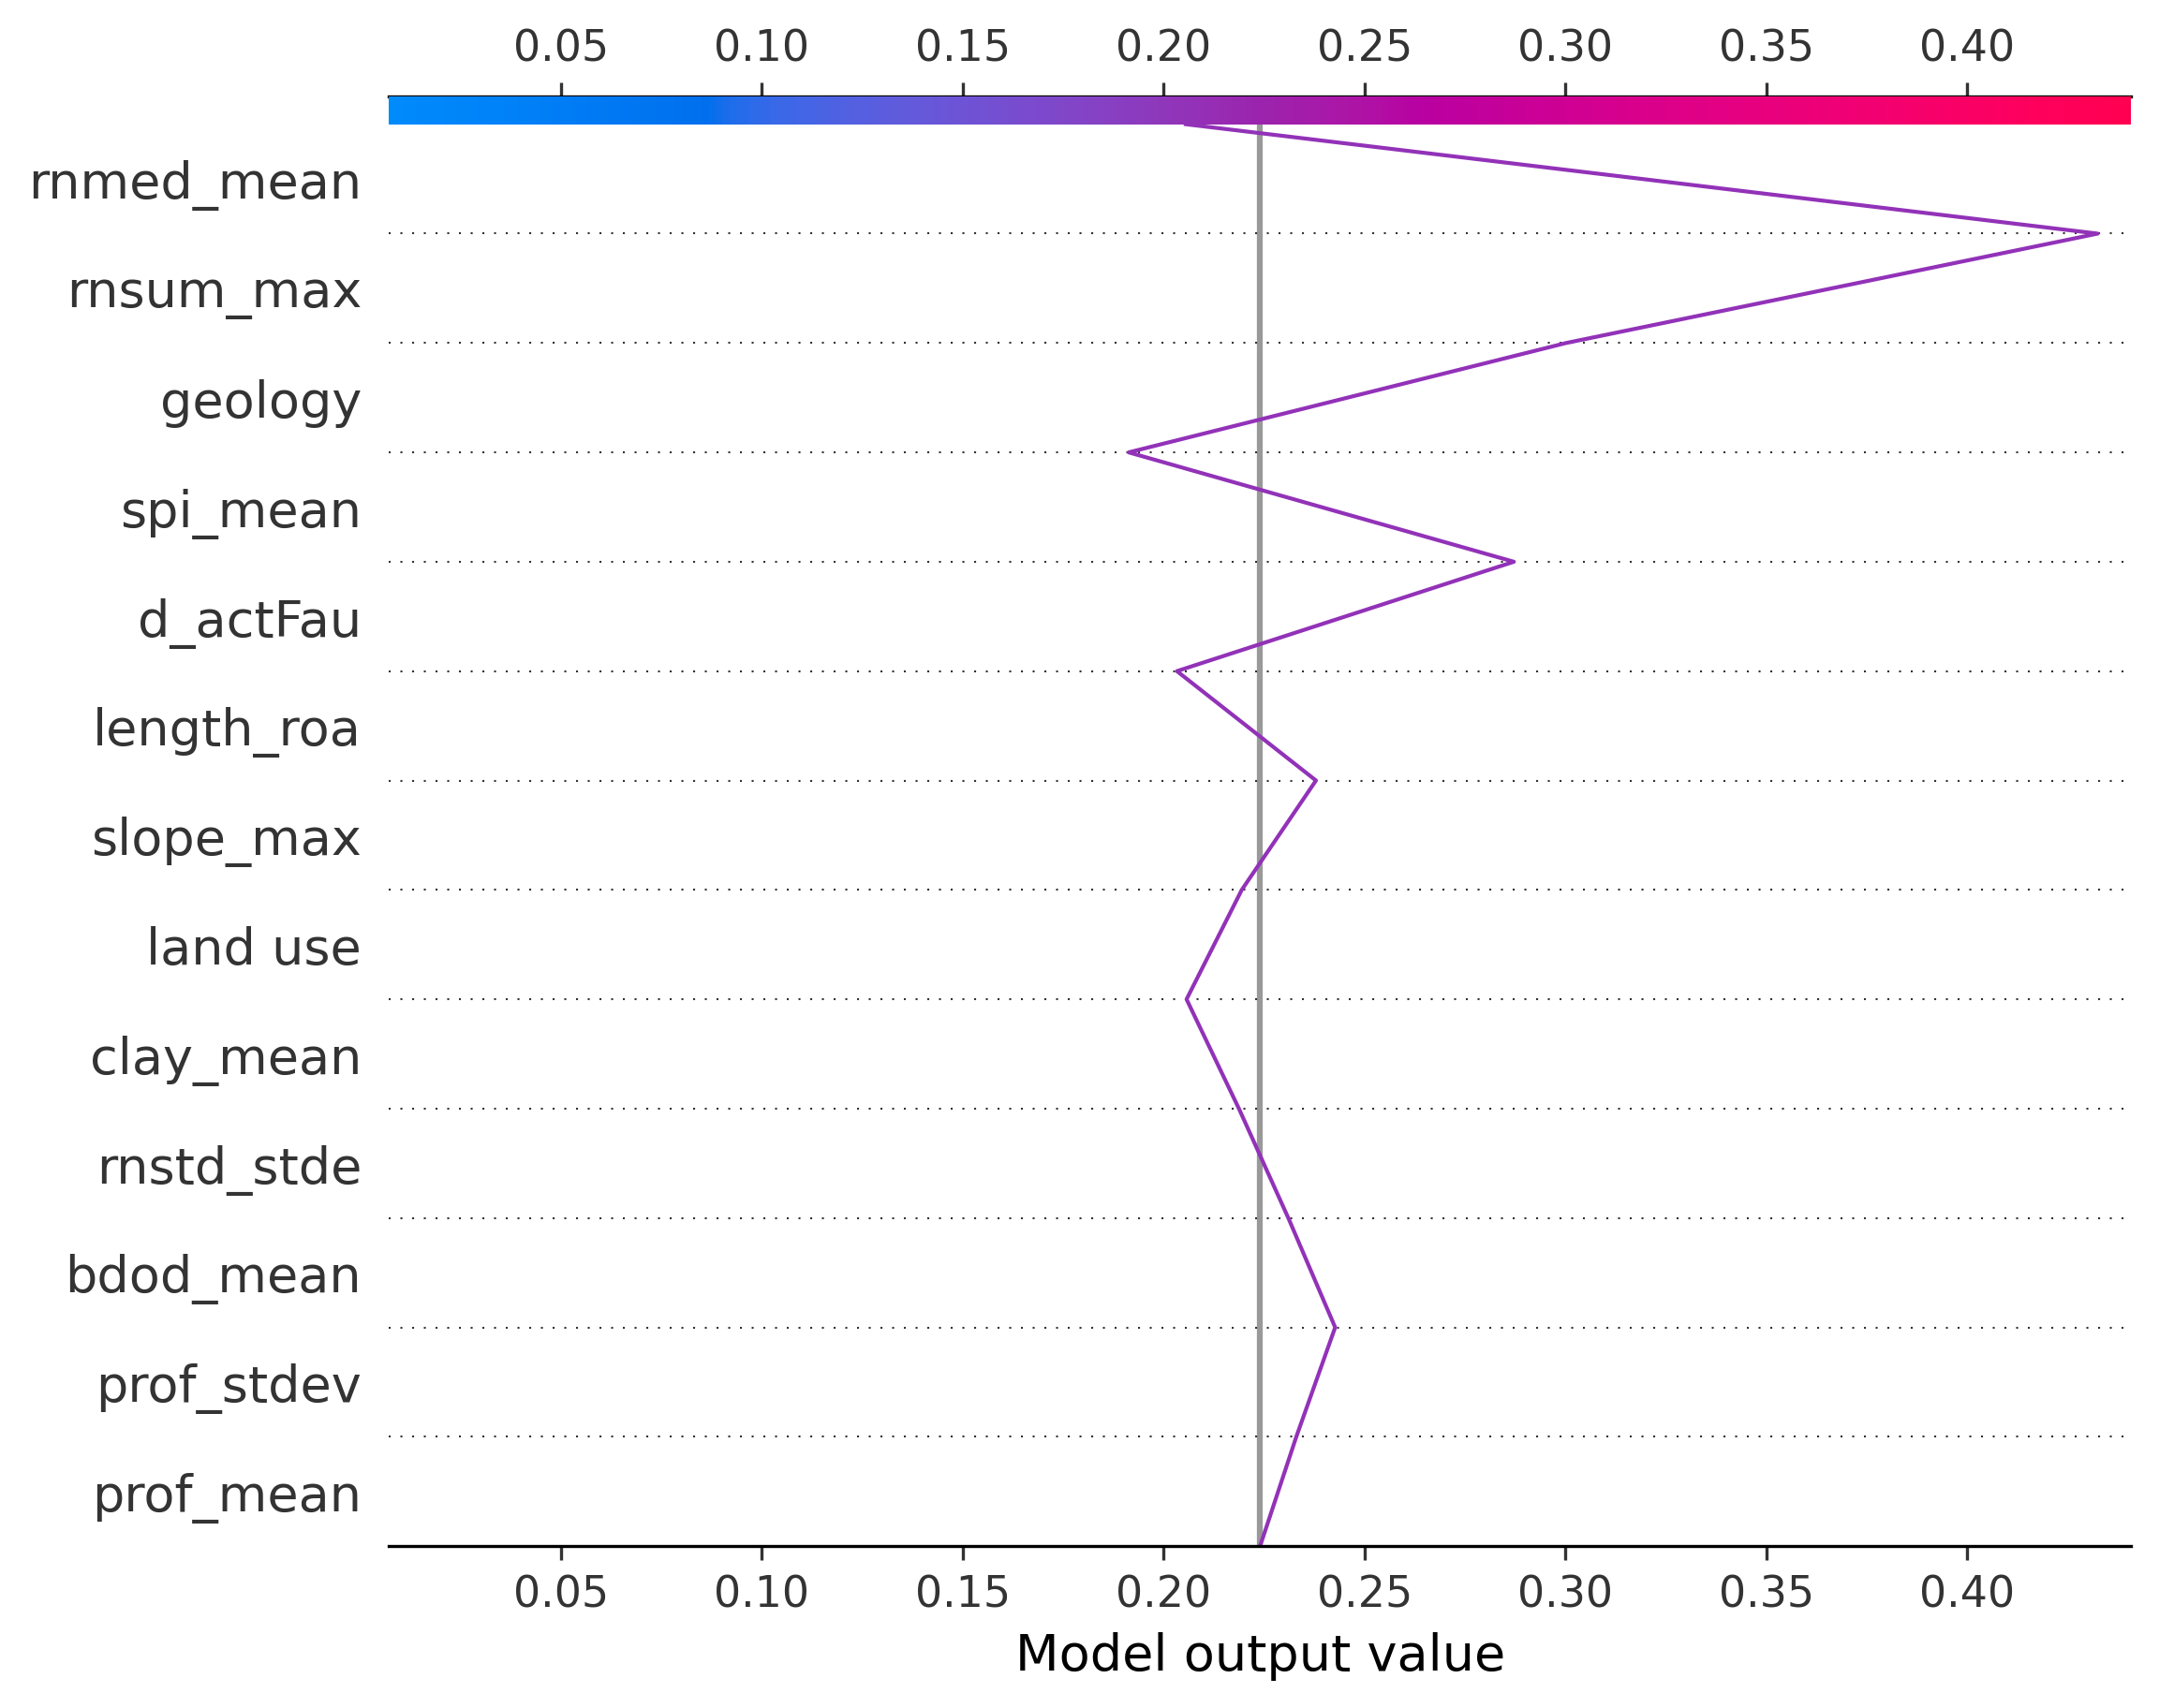 0.05 0.10 0.15 0.20 0.25 0.30 0.35 0.40
rnmed_mean
rnsum_max
geology
spi_mean
d_actFau
length_roa
slope_max
land use
clay_mean
rnstd_stde
bdod_mean
prof_stdev
prof_mean
0.05 0.10 0.15 0.20 0.25 0.30 0.35 0.40
Model output value